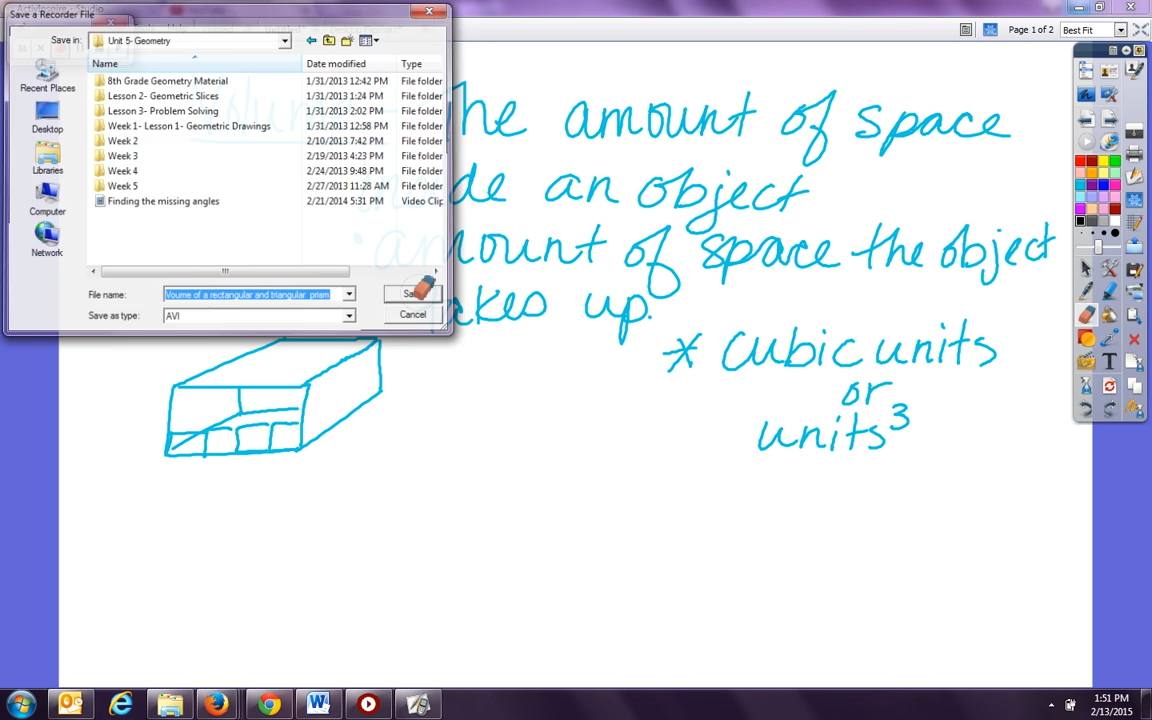 Save a Recorder File
Save in: Unit 5- Geometry
Page 1 of 2 Best Fit
Name Date modified Type
Recent Places
Desktop
Libraries
Computer
Network
8th Grade Geometry Material 1/31/2013 12:42 PM File folder
Lesson 2- Geometric Slices 1/31/2013 1:24 PM File folder
Lesson 3- Problem Solving 1/31/2013 2:02 PM File folder
Week 1- Lesson 1- Geometric Drawings 1/31/2013 12:58 PM File folder
Week 2 2/10/2013 7:42 PM File folder
Week 3 2/19/2013 4:23 PM File folder
Week 4 2/24/2013 9:48 PM File folder
Week 5 2/27/2013 11:28 AM File folder
Finding the missing angles 2/21/2014 5:31 PM Video Clip
File name: Voume of a rectangular and triangular prism
Save as type: AVI
Cancel
The amount of space
an object
amount of space the object
up.
* cubic units
or
units³
1:51 PM
2/13/2015